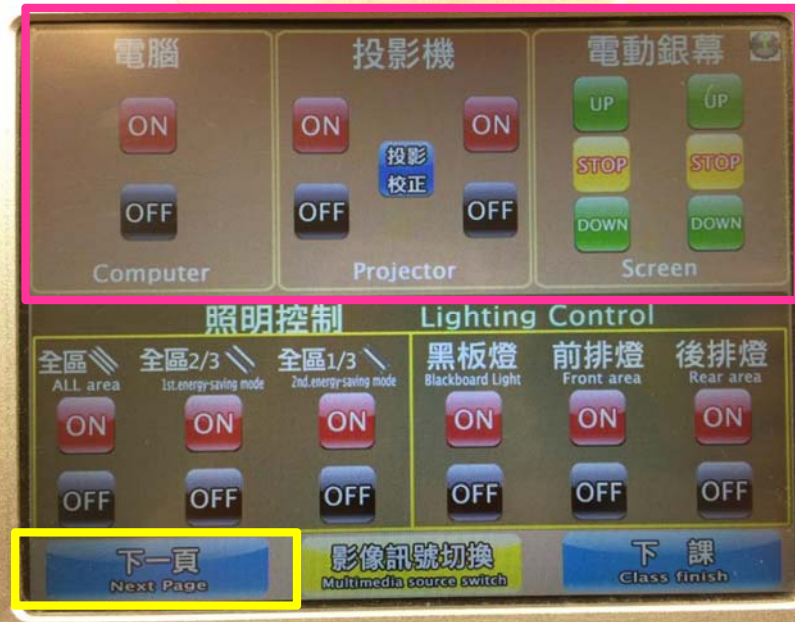 電腦
ON
OFF
Computer
投影機
ON
ON
投影
校正
OFF
OFF
Projector
電動銀幕
UP
UP
STOP
STOP
DOWN
DOWN
Screen
照明控制 Lighting Control
全區 全區2/3 全區1/3 黑板燈 前排燈 後排燈
ALL area 1st.energy-saving mode 2nd.energy-saving mode Blackboard Light Front area Rear area
ON ON ON ON ON ON
OFF OFF OFF OFF OFF OFF
下一頁 影像訊號切換 下 課
Next Page Multimedia source switch Class finish